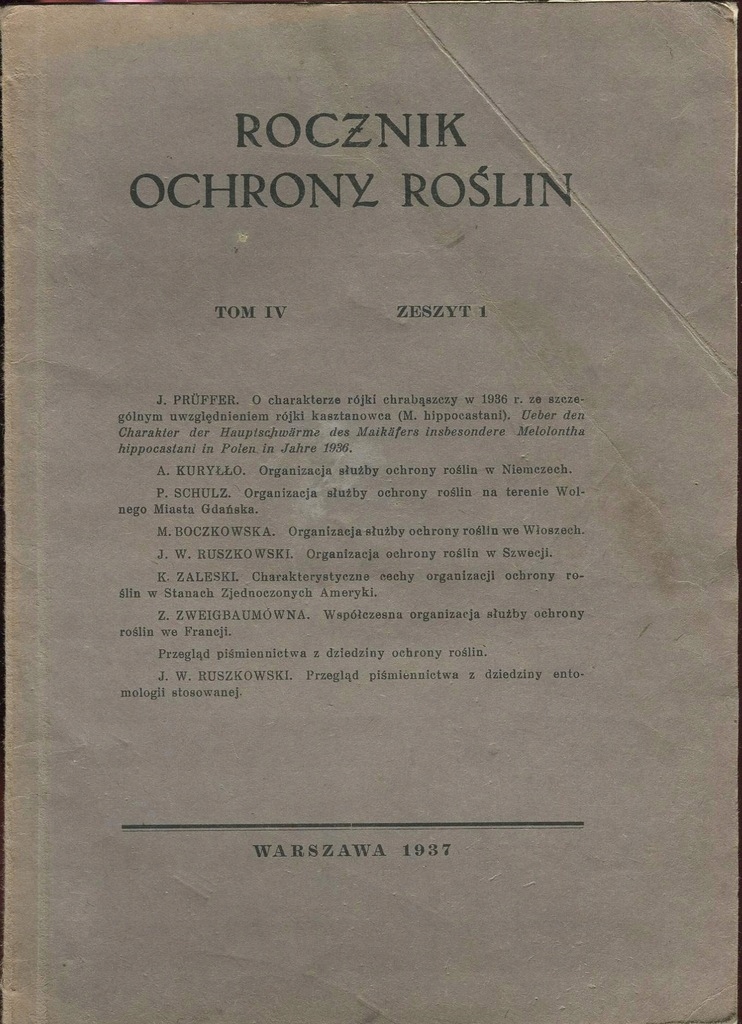 ROCZNIK
OCHRONY ROŚLIN
TOM IV ZESZYT 1
J. PRÜFFER. O charakterze rójki chrabąszczy w 1936 r. ze szcze-
gólnym uwzględnieniem rójki kasztanowca (M. hippocastani). Ueber den
Charakter der Hauptschwärme des Maikäfers insbesondere Melolontha
hippocastani in Polen in Jahre 1936.
A. KURYŁŁO. Organizacja służby ochrony roślin w Niemczech.
P. SCHULZ. Organizacja służby ochrony roślin na terenie Wol-
nego Miasta Gdańska.
M. BOCZKOWSKA. Organizacja służby ochrony roślin we Włoszech.
J. W. RUSZKOWSKI. Organizacja ochrony roślin w Szwecji.
K. ZALESKI. Charakterystyczne cechy organizacji ochrony ro-
ślin w Stanach Zjednoczonych Ameryki.
Z. ZWEIGBAUMÓWNA. Współczesna organizacja służby ochrony
roślin we Francji.
Przegląd piśmiennictwa z dziedziny ochrony roślin.
J. W. RUSZKOWSKI. Przegląd piśmiennictwa z dziedziny ento-
mologii stosowanej.
WARSZAWA 1937